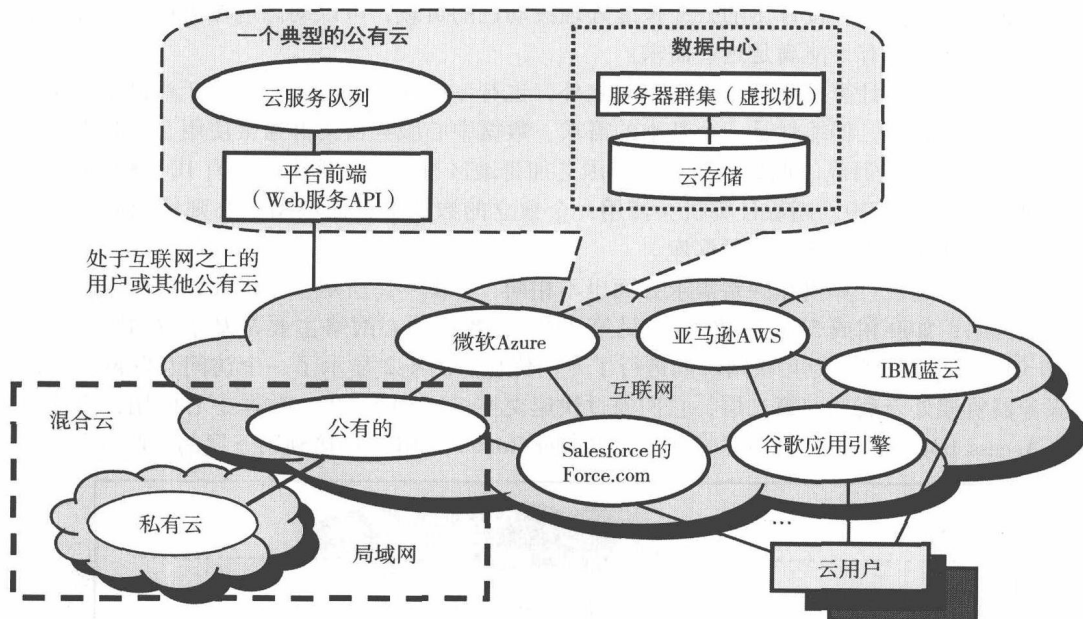 一个典型的公有云
数据中心
云服务队列
服务器群集（虚拟机）
云存储
平台前端
（Web服务API）
处于互联网之上的
用户或其他公有云
微软Azure
亚马逊AWS
IBM蓝云
互联网
混合云
公有的
Salesforce的
Force.com
谷歌应用引擎
私有云
局域网
...
云用户